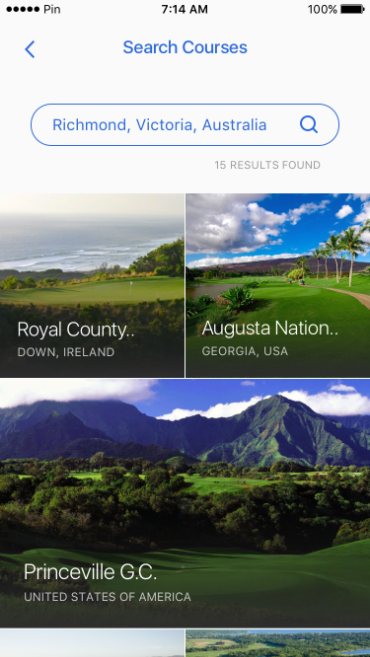 Pin 7:14 AM 100%
Search Courses
Richmond, Victoria, Australia
15 RESULTS FOUND
Royal County..
DOWN, IRELAND
Augusta Nation..
GEORGIA, USA
Princeville G.C.
UNITED STATES OF AMERICA